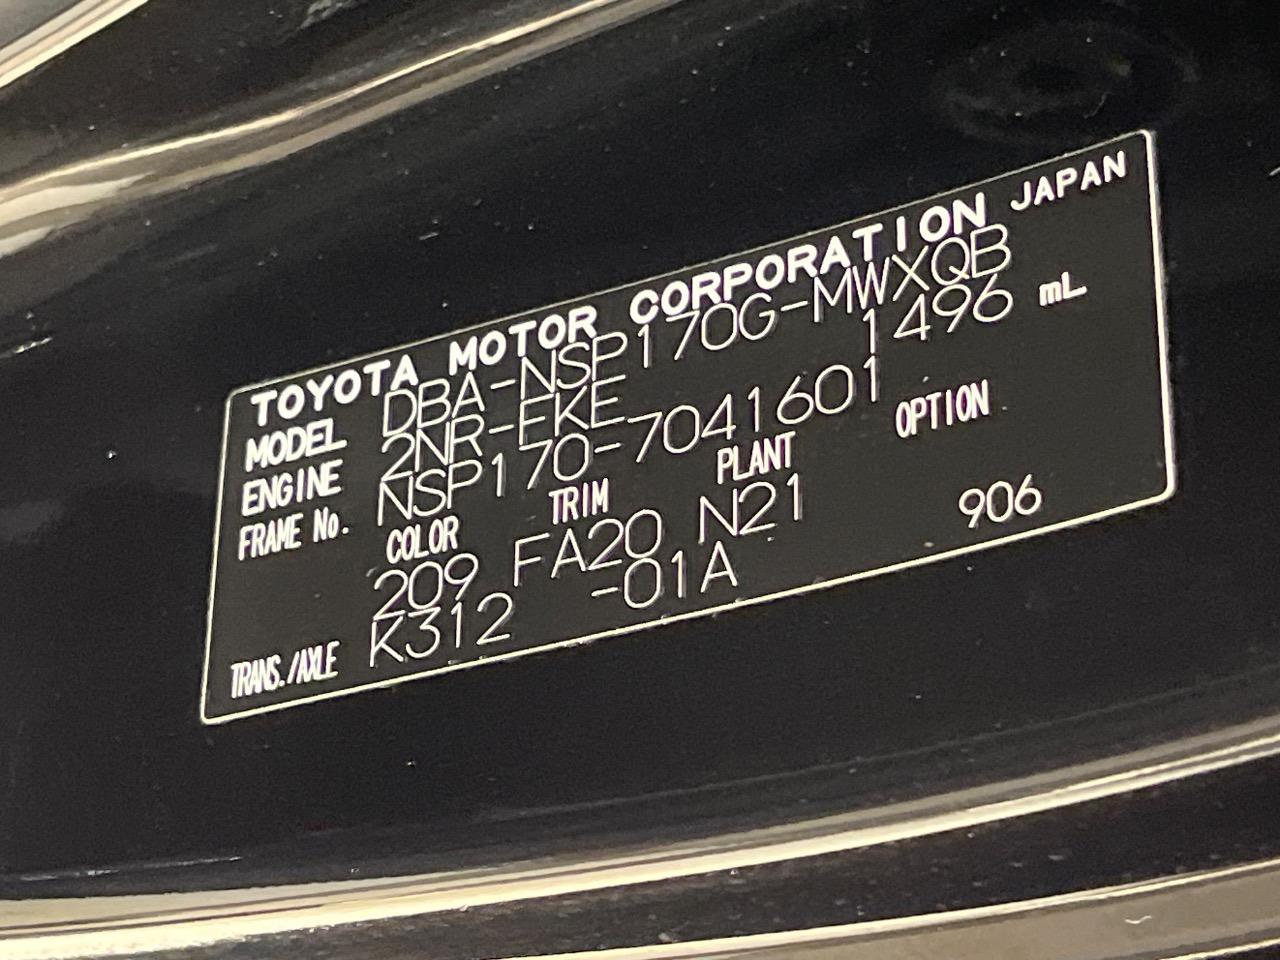 TOYOTA MOTOR CORPORATION JAPAN
MODEL DBA-NSP170G-MWXQB
ENGINE 2NR-FKE 1496 mL
FRAME No. NSP170-7041601
COLOR TRIM PLANT OPTION
209 FA20 N21 906
TRANS./AXLE K312 -01A